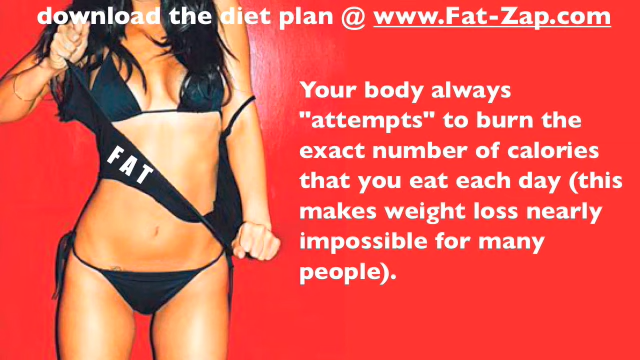 download the diet plan @ www.Fat-Zap.com
Your body always
"attempts" to burn the
exact number of calories
that you eat each day (this
makes weight loss nearly
impossible for many
people).
FAT